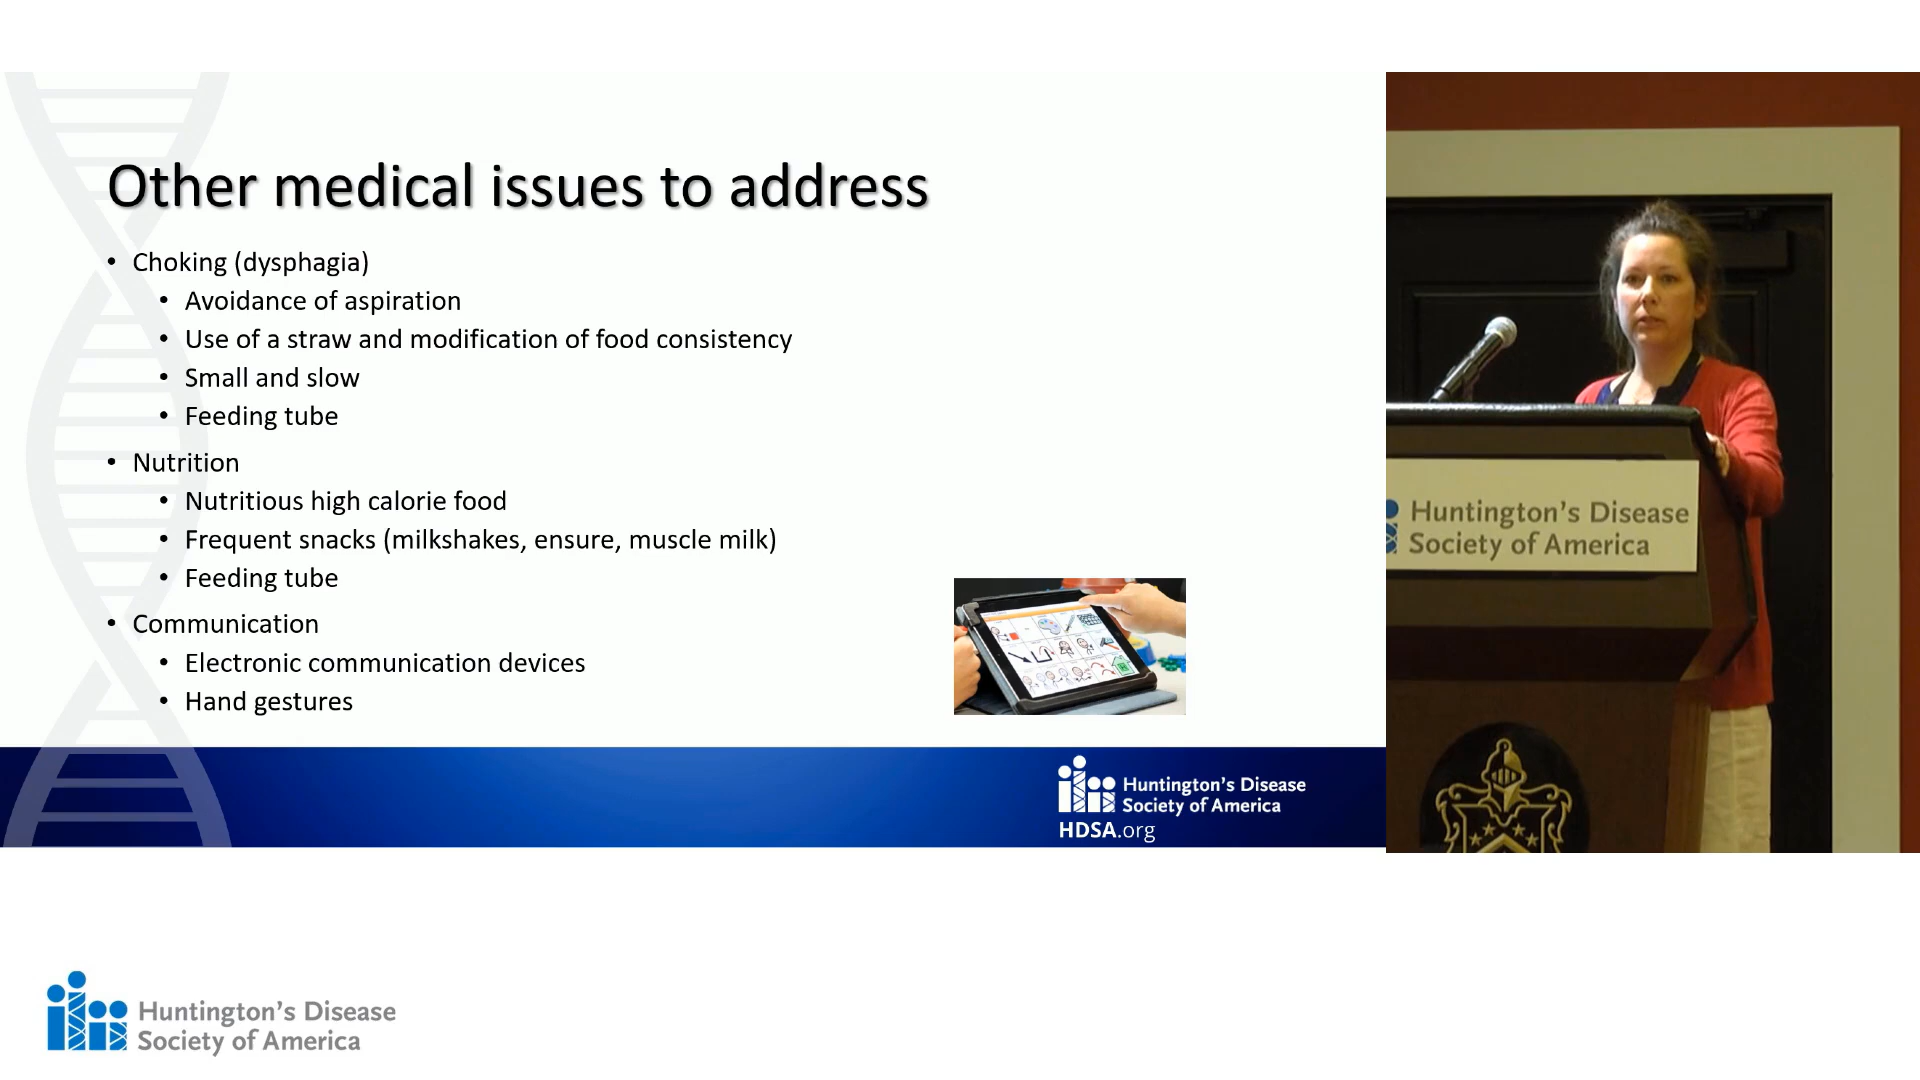 Other medical issues to address
• Choking (dysphagia)
• Avoidance of aspiration
• Use of a straw and modification of food consistency
• Small and slow
• Feeding tube
• Nutrition
• Nutritious high calorie food
• Frequent snacks (milkshakes, ensure, muscle milk)
• Feeding tube
• Communication
• Electronic communication devices
• Hand gestures
Huntington's Disease
Society of America
HDSA.org
Huntington's Disease
Society of America
Huntington's Disease
Society of America